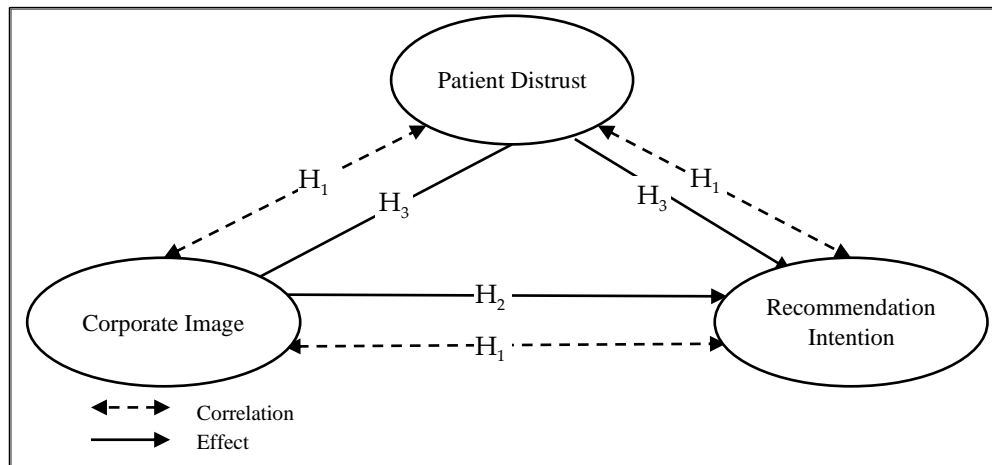 Patient Distrust
H₁
H₁
H₃
H₃
H₂
Corporate Image
Recommendation
Intention
H₁
Correlation
Effect